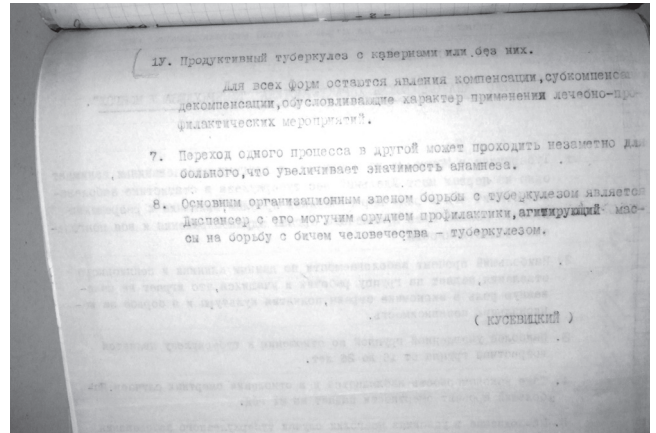 1У. Продуктивный туберкулез с кавернами или без них.
Для всех форм остаются явления компенсации,субкомпенса
декомпенсации,обусловливающие характер применения лечебно-про
филактических мероприятий.
7. Переход одного процесса в другой может проходить незаметно для
больного,что увеличивает значимость анамнеза.
8. Основным организационным звеном борьбы с туберкулезом является
Диспансер с его могучим орудием профилактики,агитирующий мас-
сы на борьбу с бичем человечества - туберкулезом.
( КУСЕВИЦКИЙ )